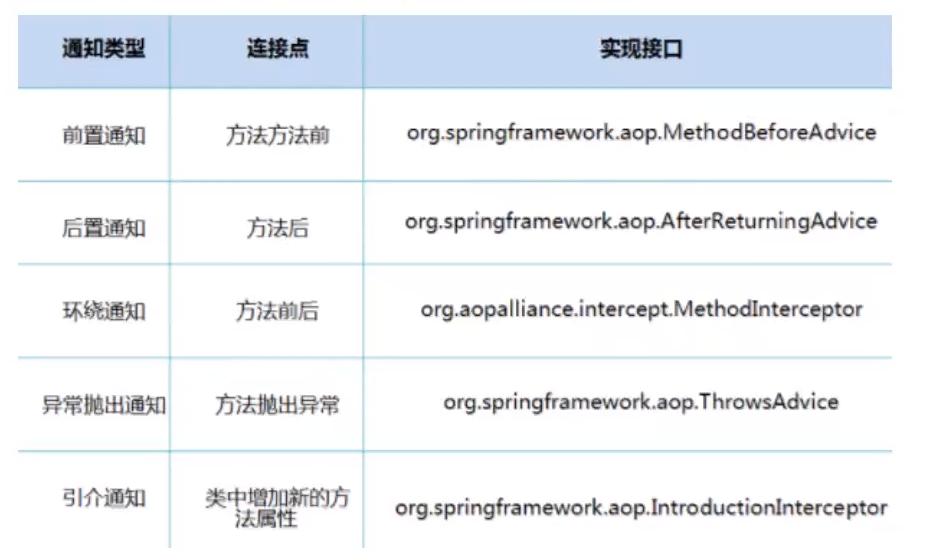 通知类型 连接点 实现接口
前置通知 方法方法前 org.springframework.aop.MethodBeforeAdvice
后置通知 方法后 org.springframework.aop.AfterReturningAdvice
环绕通知 方法前后 org.aopalliance.intercept.MethodInterceptor
异常抛出通知 方法抛出异常 org.springframework.aop.ThrowsAdvice
引介通知 类中增加新的方
法属性 org.springframework.aop.IntroductionInterceptor